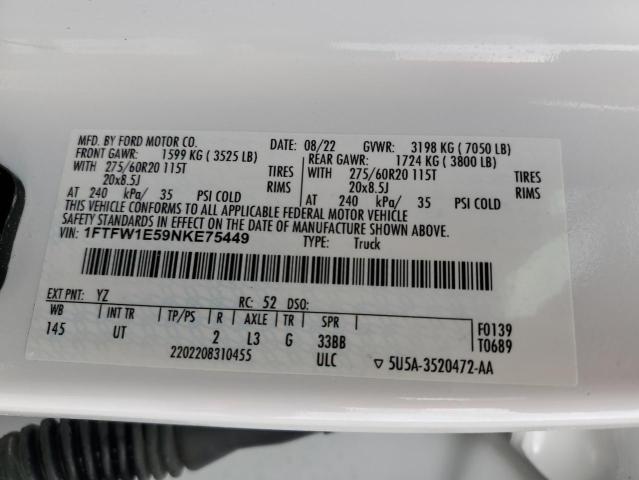 MFD. BY FORD MOTOR CO. DATE: 08/22 GVWR: 3198 KG ( 7050 LB)
FRONT GAWR: 1599 KG ( 3525 LB) REAR GAWR: 1724 KG ( 3800 LB)
WITH 275/60R20 115T TIRES WITH 275/60R20 115T TIRES
20x8.5J RIMS 20x8.5J RIMS
AT 240 kPa/ 35 PSI COLD AT 240 kPa/ 35 PSI COLD
THIS VEHICLE CONFORMS TO ALL APPLICABLE FEDERAL MOTOR VEHICLE
SAFETY STANDARDS IN EFFECT ON THE DATE OF MANUFACTURE SHOWN ABOVE.
VIN: 1FTFW1E59NKE75449 TYPE: Truck
EXT PNT: YZ RC: 52 DSO:
WB INT TR TP/PS R AXLE TR SPR F0139
145 UT 2 L3 G 33BB T0689
2202208310455 ULC ▽ 5U5A-3520472-AA